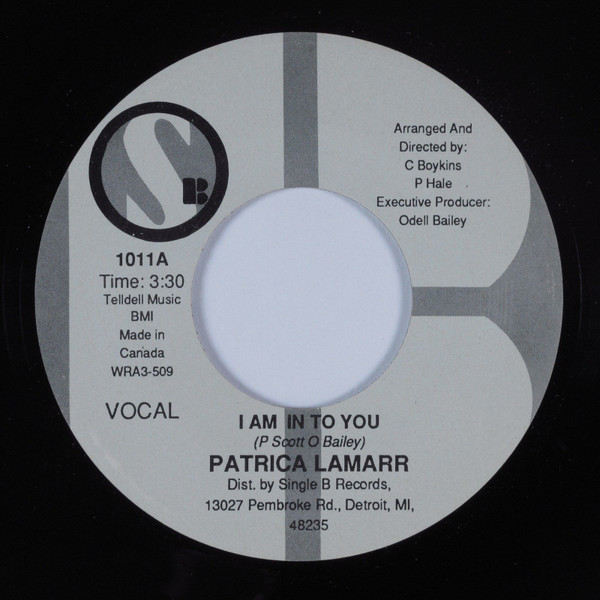 S
B
Arranged And
Directed by:
C Boykins
P Hale
Executive Producer:
Odell Bailey
1011A
Time: 3:30
Telldell Music
BMI
Made in
Canada
WRA3-509
VOCAL
I AM IN TO YOU
(P Scott O Bailey)
PATRICA LAMARR
Dist. by Single B Records,
13027 Pembroke Rd., Detroit, MI,
48235